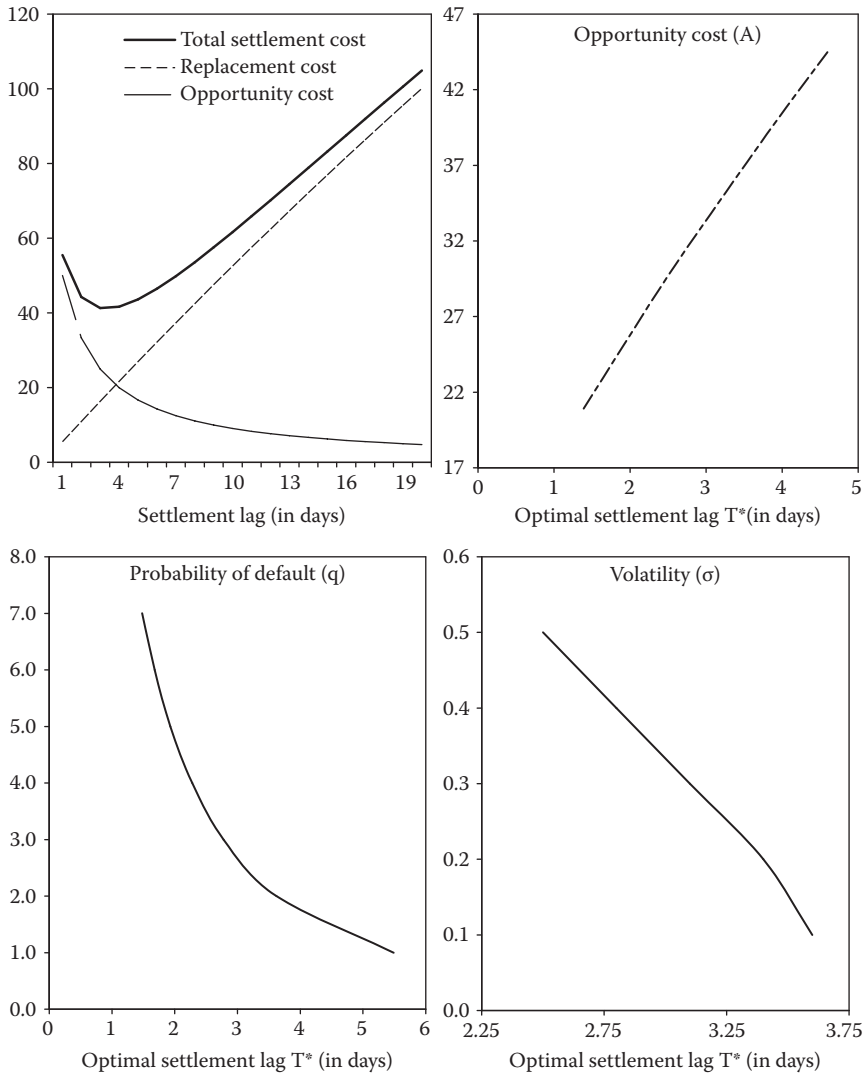 120
100
80
60
40
20
0
Total settlement cost
Replacement cost
Opportunity cost
1 4 7 10 13 16 19
Settlement lag (in days)
47
42
37
32
27
22
17
Opportunity cost (A)
0 1 2 3 4 5
Optimal settlement lag T*(in days)
8.0
7.0
6.0
5.0
4.0
3.0
2.0
1.0
0.0
Probability of default (q)
0 1 2 3 4 5 6
Optimal settlement lag T* (in days)
0.6
0.5
0.4
0.3
0.2
0.1
0.0
Volatility (σ)
2.25 2.75 3.25 3.75
Optimal settlement lag T* (in days)